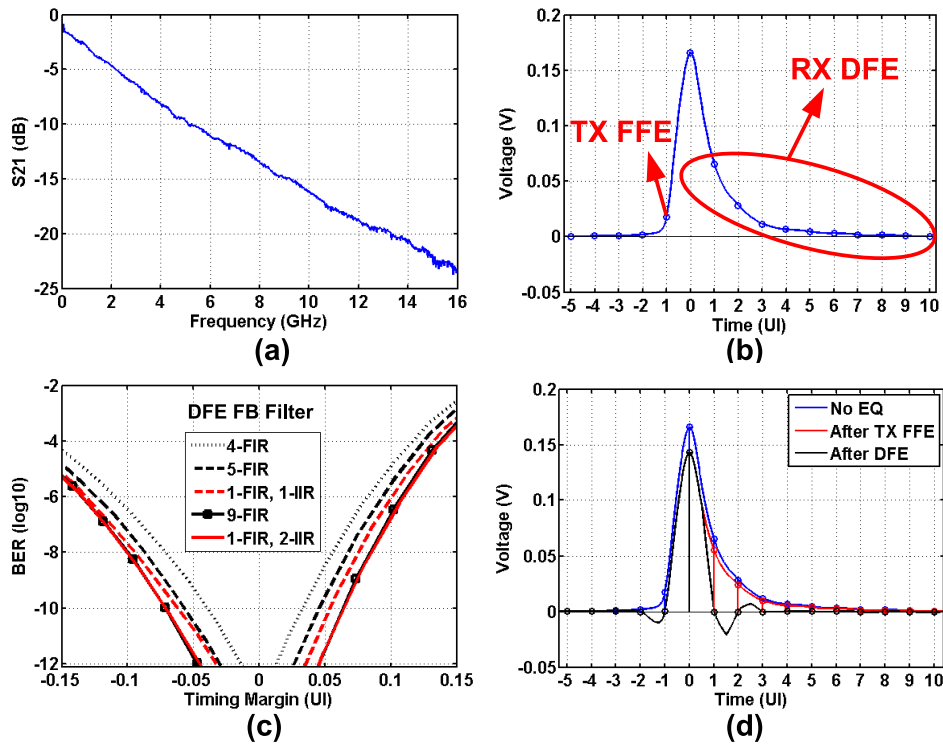 0
-5
-10
-15
-20
-25
0 2 4 6 8 10 12 14 16
S21 (dB)
Frequency (GHz)
(a)
0.2
0.15
0.1
0.05
0
-0.05
-5 -4 -3 -2 -1 0 1 2 3 4 5 6 7 8 9 10
Voltage (V)
Time (UI)
TX FFE
RX DFE
(b)
-2
-4
-6
-8
-10
-12
-0.15 -0.1 -0.05 0 0.05 0.1 0.15
BER (log10)
Timing Margin (UI)
DFE FB Filter
4-FIR
5-FIR
1-FIR, 1-IIR
9-FIR
1-FIR, 2-IIR
(c)
0.2
0.15
0.1
0.05
0
-0.05
-5 -4 -3 -2 -1 0 1 2 3 4 5 6 7 8 9 10
Voltage (V)
Time (UI)
No EQ
After TX FFE
After DFE
(d)